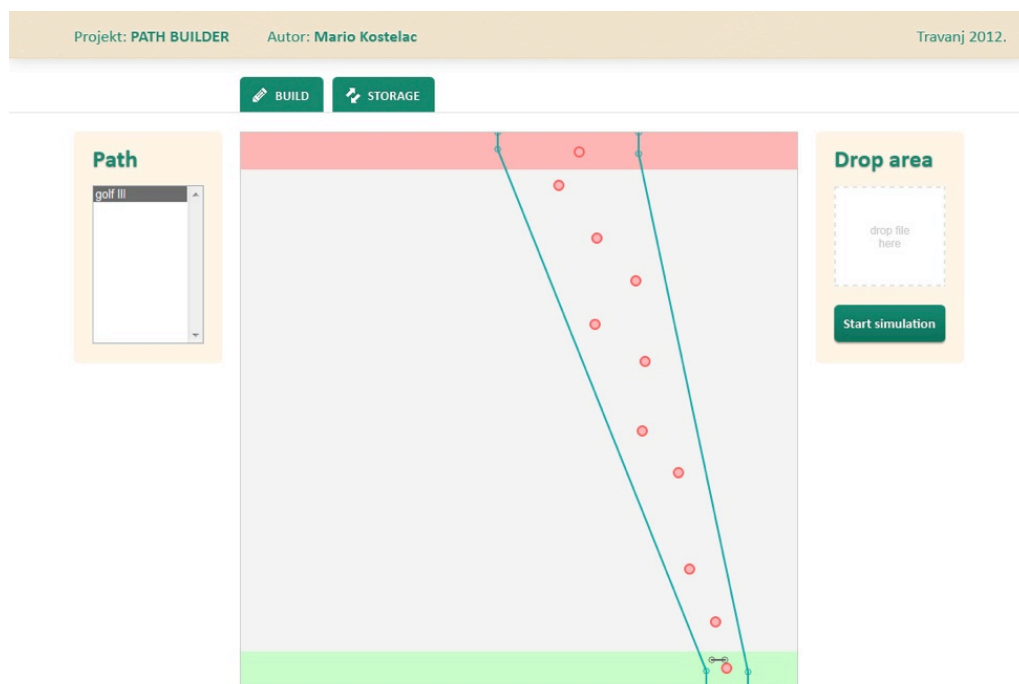 Projekt: PATH BUILDER Autor: Mario Kostelac Travanj 2012.
BUILD STORAGE
Path
golf III
Drop area
drop file
here
Start simulation